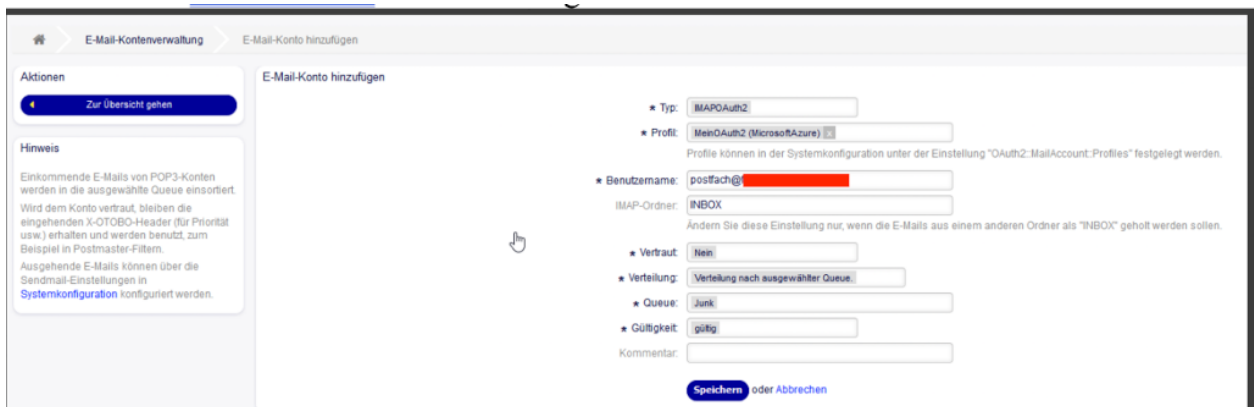 E-Mail-Kontenverwaltung
E-Mail-Konto hinzufügen
Aktionen
Zur Übersicht gehen
Hinweis
Einkommende E-Mails von POP3-Konten
werden in die ausgewählte Queue einsortiert.
Wird dem Konto vertraut, bleiben die
eingehenden X-OTOBO-Header (für Priorität
usw.) erhalten und werden benutzt, zum
Beispiel in Postmaster-Filtern.
Ausgehende E-Mails können über die
Sendmail-Einstellungen in
Systemkonfiguration konfiguriert werden.
E-Mail-Konto hinzufügen
★ Typ: IMAPOAuth2
★ Profil: MeinOAuth2 (MicrosoftAzure) x
Profile können in der Systemkonfiguration unter der Einstellung "OAuth2::MailAccount::Profiles" festgelegt werden.
★ Benutzername: postfach@
IMAP-Ordner: INBOX
Ändern Sie diese Einstellung nur, wenn die E-Mails aus einem anderen Ordner als "INBOX" geholt werden sollen.
★ Vertraut: Nein
★ Verteilung: Verteilung nach ausgewählter Queue.
★ Queue: Junk
★ Gültigkeit: gültig
Kommentar:
Speichern oder Abbrechen